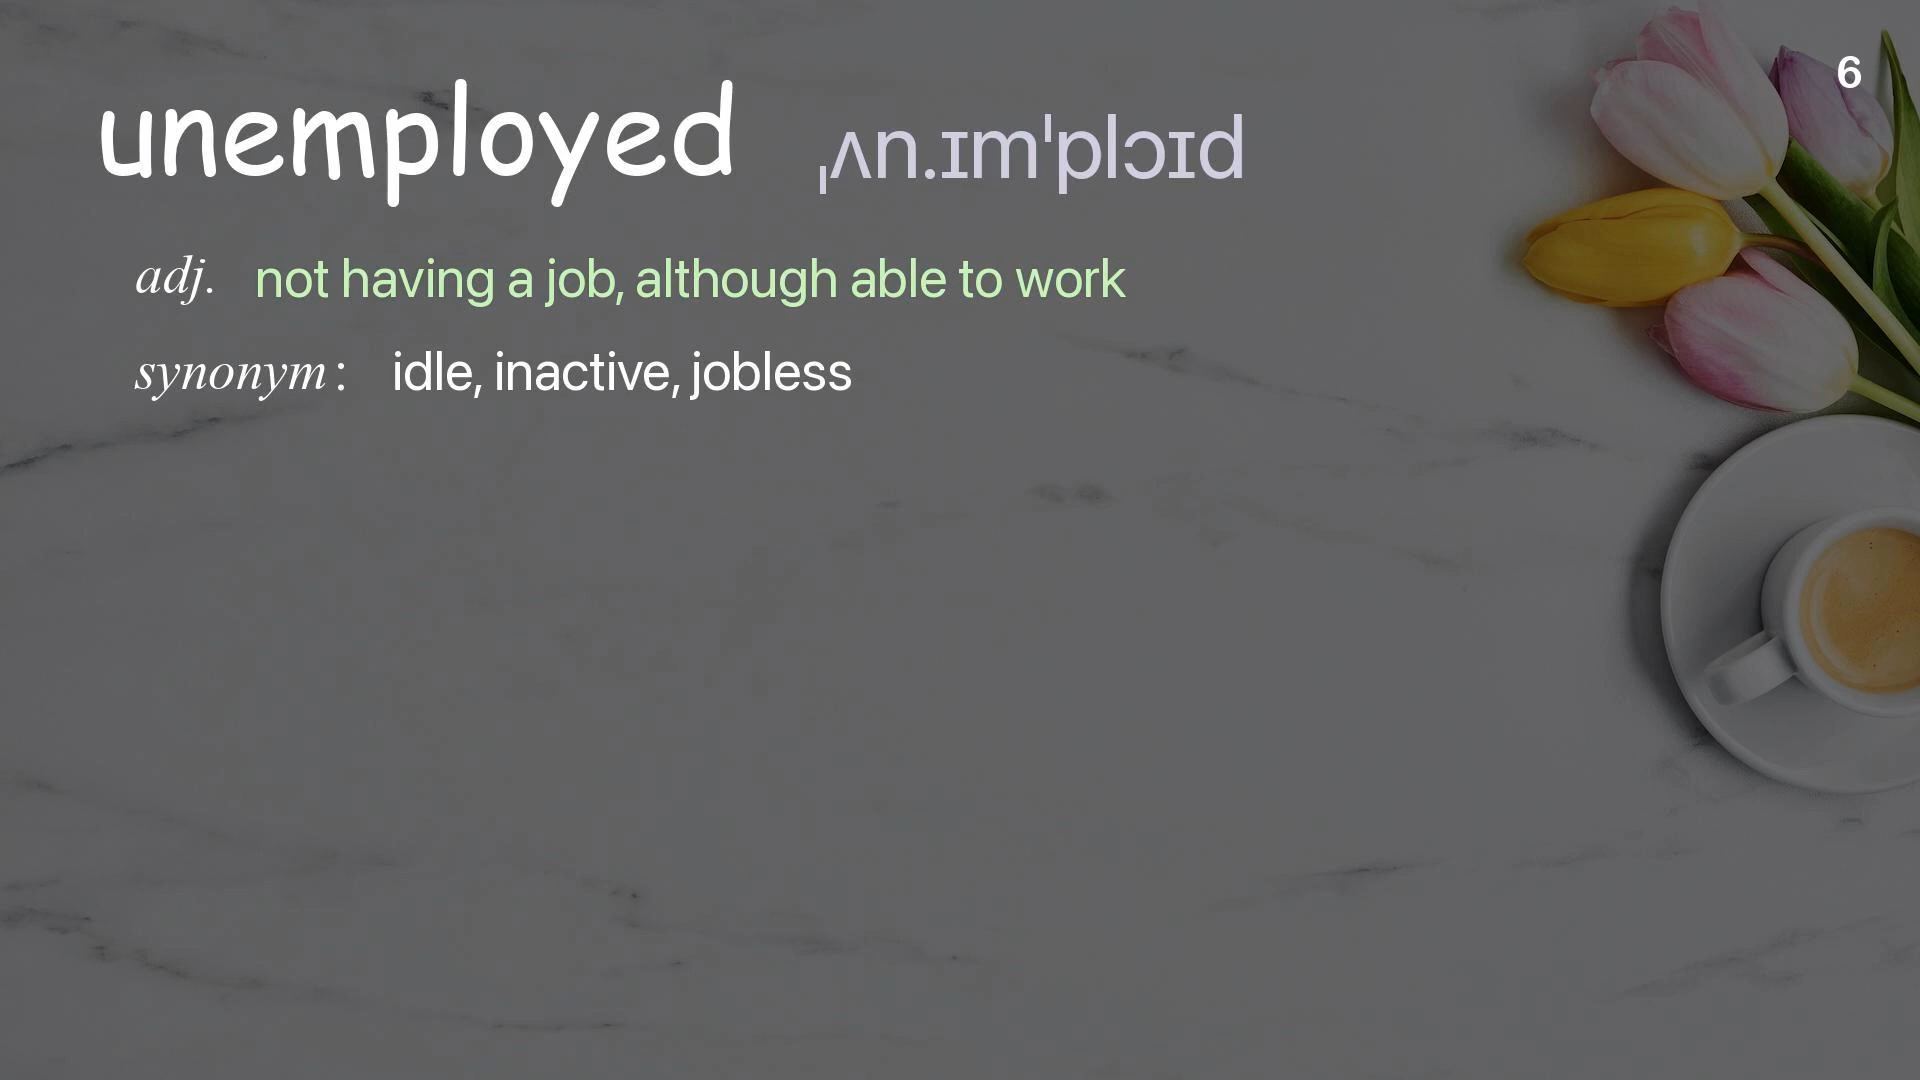 6
unemployed ˌʌn.ɪmˈplɔɪd
adj. not having a job, although able to work
synonym : idle, inactive, jobless